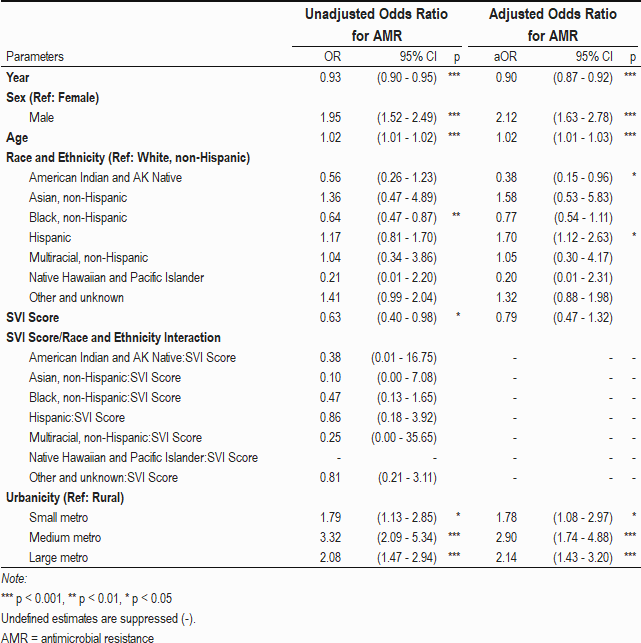 Unadjusted Odds Ratio for AMR Adjusted Odds Ratio for AMR
Parameters OR 95% CI p aOR 95% CI p
Year 0.93 (0.90 - 0.95) *** 0.90 (0.87 - 0.92) ***
Sex (Ref: Female)
Male 1.95 (1.52 - 2.49) *** 2.12 (1.63 - 2.78) ***
Age 1.02 (1.01 - 1.02) *** 1.02 (1.01 - 1.03) ***
Race and Ethnicity (Ref: White, non-Hispanic)
American Indian and AK Native 0.56 (0.26 - 1.23) 0.38 (0.15 - 0.96) *
Asian, non-Hispanic 1.36 (0.47 - 4.89) 1.58 (0.53 - 5.83)
Black, non-Hispanic 0.64 (0.47 - 0.87) ** 0.77 (0.54 - 1.11)
Hispanic 1.17 (0.81 - 1.70) 1.70 (1.12 - 2.63) *
Multiracial, non-Hispanic 1.04 (0.34 - 3.86) 1.05 (0.30 - 4.17)
Native Hawaiian and Pacific Islander 0.21 (0.01 - 2.20) 0.20 (0.01 - 2.31)
Other and unknown 1.41 (0.99 - 2.04) 1.32 (0.88 - 1.98)
SVI Score 0.63 (0.40 - 0.98) * 0.79 (0.47 - 1.32)
SVI Score/Race and Ethnicity Interaction
American Indian and AK Native:SVI Score 0.38 (0.01 - 16.75) - - -
Asian, non-Hispanic:SVI Score 0.10 (0.00 - 7.08) - - -
Black, non-Hispanic:SVI Score 0.47 (0.13 - 1.65) - - -
Hispanic:SVI Score 0.86 (0.18 - 3.92) - - -
Multiracial, non-Hispanic:SVI Score 0.25 (0.00 - 35.65) - - -
Native Hawaiian and Pacific Islander:SVI Score - - - - -
Other and unknown:SVI Score 0.81 (0.21 - 3.11) - - -
Urbanicity (Ref: Rural)
Small metro 1.79 (1.13 - 2.85) * 1.78 (1.08 - 2.97) *
Medium metro 3.32 (2.09 - 5.34) *** 2.90 (1.74 - 4.88) ***
Large metro 2.08 (1.47 - 2.94) *** 2.14 (1.43 - 3.20) ***
Note:
*** p < 0.001, ** p < 0.01, * p < 0.05
Undefined estimates are suppressed (-).
AMR = antimicrobial resistance